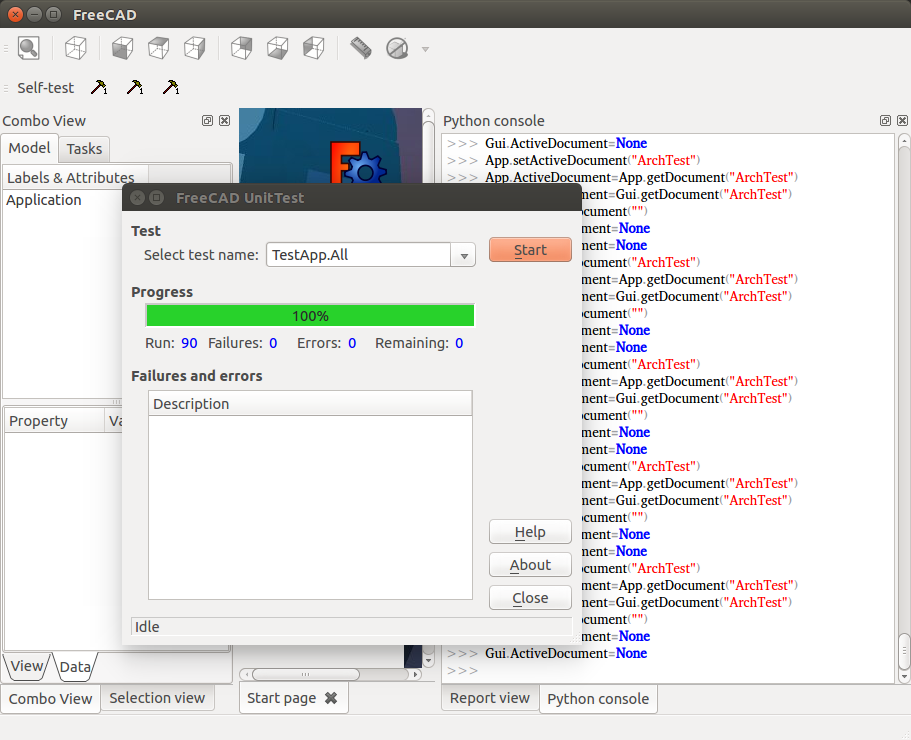 FreeCAD
Self-test
Combo View
Model
Tasks
Labels & Attributes
Application
Property
Va
View
Data
Combo View
Selection view
Start page
FreeCAD UnitTest
Test
Select test name:
TestApp.All
Start
Progress
100%
Run: 90 Failures: 0 Errors: 0 Remaining: 0
Failures and errors
Description
Help
About
Close
Idle
Python console
>>> Gui.ActiveDocument=None
>>> App.setActiveDocument("ArchTest")
>>> App.ActiveDocument=App.getDocument("ArchTest")
ment=Gui.getDocument("ArchTest")
ocument("")
ment=None
ment=None
ocument("ArchTest")
ment=App.getDocument("ArchTest")
ment=Gui.getDocument("ArchTest")
ocument("")
ment=None
ment=None
ocument("ArchTest")
ment=App.getDocument("ArchTest")
ment=Gui.getDocument("ArchTest")
ocument("")
ment=None
ment=None
ocument("ArchTest")
ment=App.getDocument("ArchTest")
ment=Gui.getDocument("ArchTest")
ocument("")
ment=None
ment=None
ocument("ArchTest")
ment=App.getDocument("ArchTest")
ment=Gui.getDocument("ArchTest")
ocument("")
ment=None
>>> Gui.ActiveDocument=None
>>>
Report view
Python console